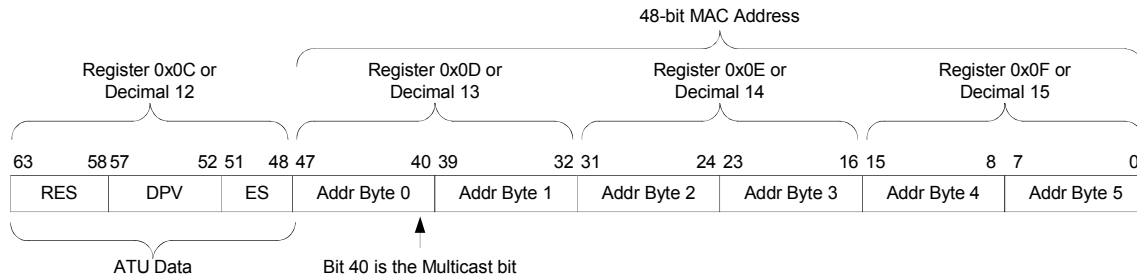 48-bit MAC Address
Register 0x0C or
Decimal 12
Register 0x0D or
Decimal 13
Register 0x0E or
Decimal 14
Register 0x0F or
Decimal 15
63 58 57 52 51 48 47 40 39 32 31 24 23 16 15 8 7 0
RES DPV ES Addr Byte 0 Addr Byte 1 Addr Byte 2 Addr Byte 3 Addr Byte 4 Addr Byte 5
ATU Data Bit 40 is the Multicast bit